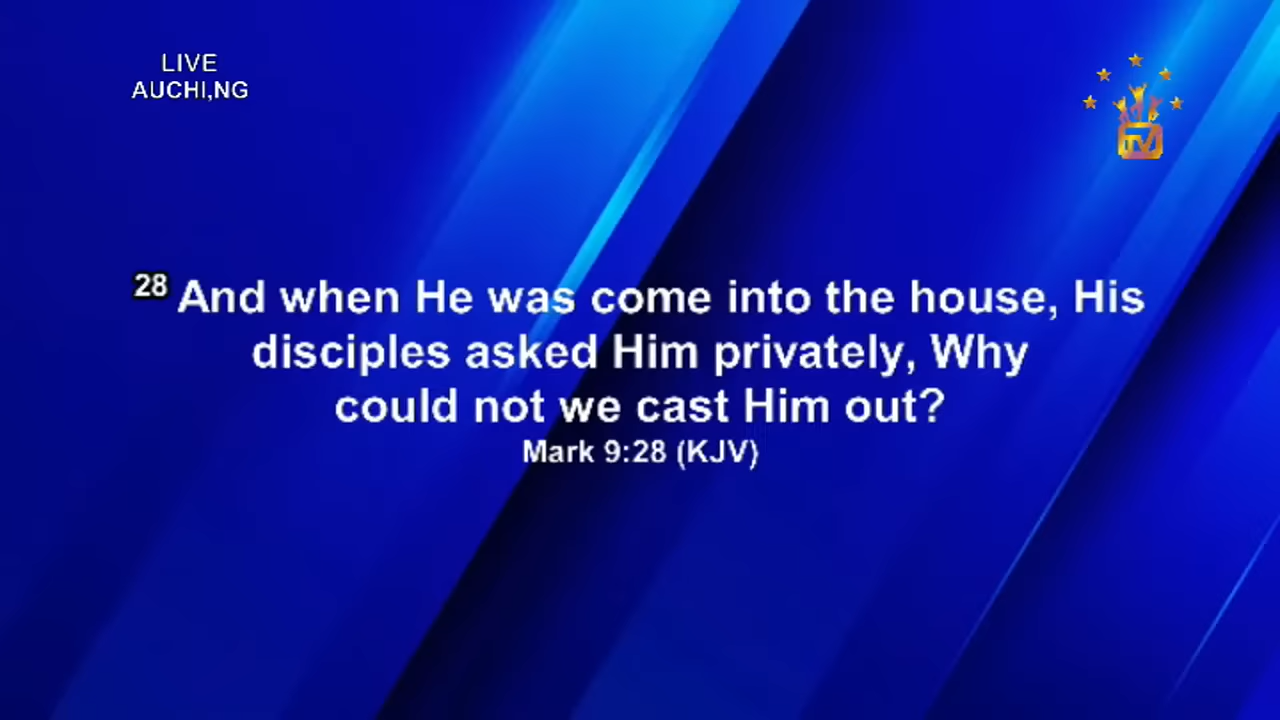 LIVE
AUCHI,NG
TV
28 And when He was come into the house, His
disciples asked Him privately, Why
could not we cast Him out?
Mark 9:28 (KJV)